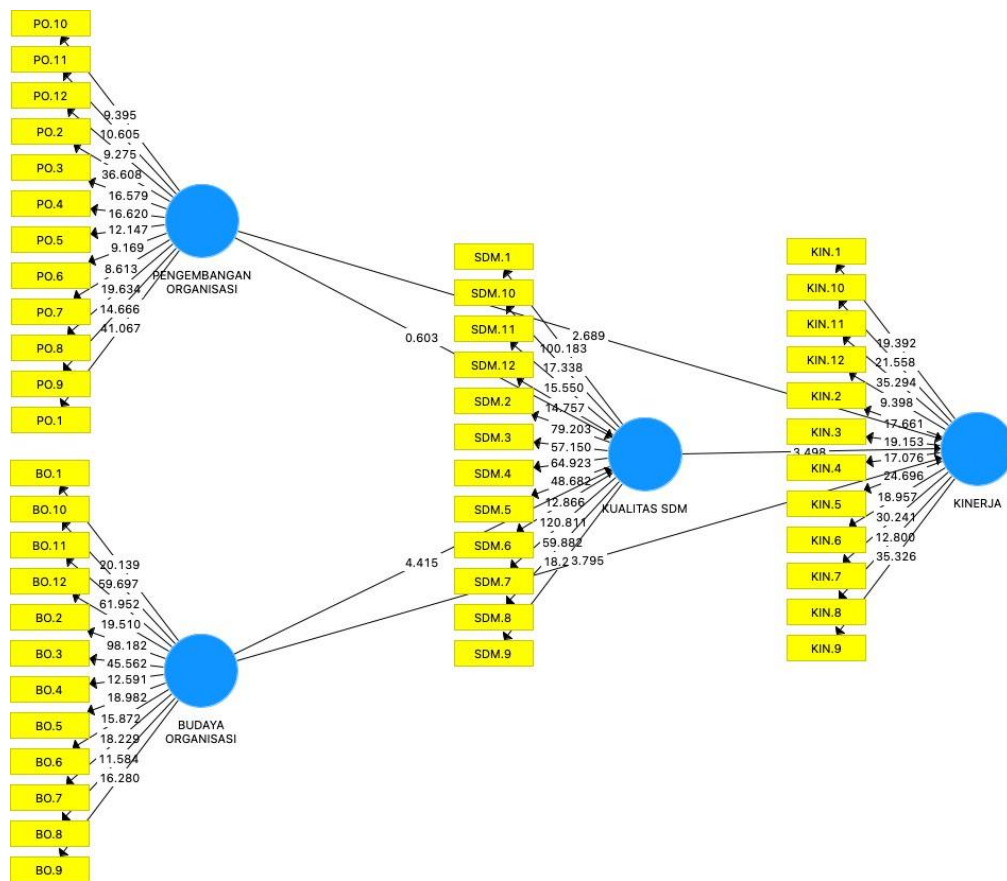 PO.10
PO.11
PO.12
PO.2
PO.3
PO.4
PO.5
PO.6
PO.7
PO.8
PO.9
PO.1
9.395
10.605
9.275
36.608
16.579
16.620
12.147
9.169
8.613
19.634
14.666
41.067
PENGEMBANGAN
ORGANISASI
BO.1
BO.10
BO.11
BO.12
BO.2
BO.3
BO.4
BO.5
BO.6
BO.7
BO.8
BO.9
20.139
59.697
61.952
19.510
98.182
45.562
12.591
18.982
15.872
18.229
11.584
16.280
BUDAYA
ORGANISASI
0.603
2.689
4.415
3.795
3.498
SDM.1
SDM.10
SDM.11
SDM.12
SDM.2
SDM.3
SDM.4
SDM.5
SDM.6
SDM.7
SDM.8
SDM.9
100.183
17.338
15.550
14.757
79.203
57.150
64.923
48.682
12.866
120.811
59.882
18.2
KUALITAS SDM
KIN.1
KIN.10
KIN.11
KIN.12
KIN.2
KIN.3
KIN.4
KIN.5
KIN.6
KIN.7
KIN.8
KIN.9
19.392
21.558
35.294
9.398
17.661
19.153
17.076
24.696
18.957
30.241
12.800
35.326
KINERJA